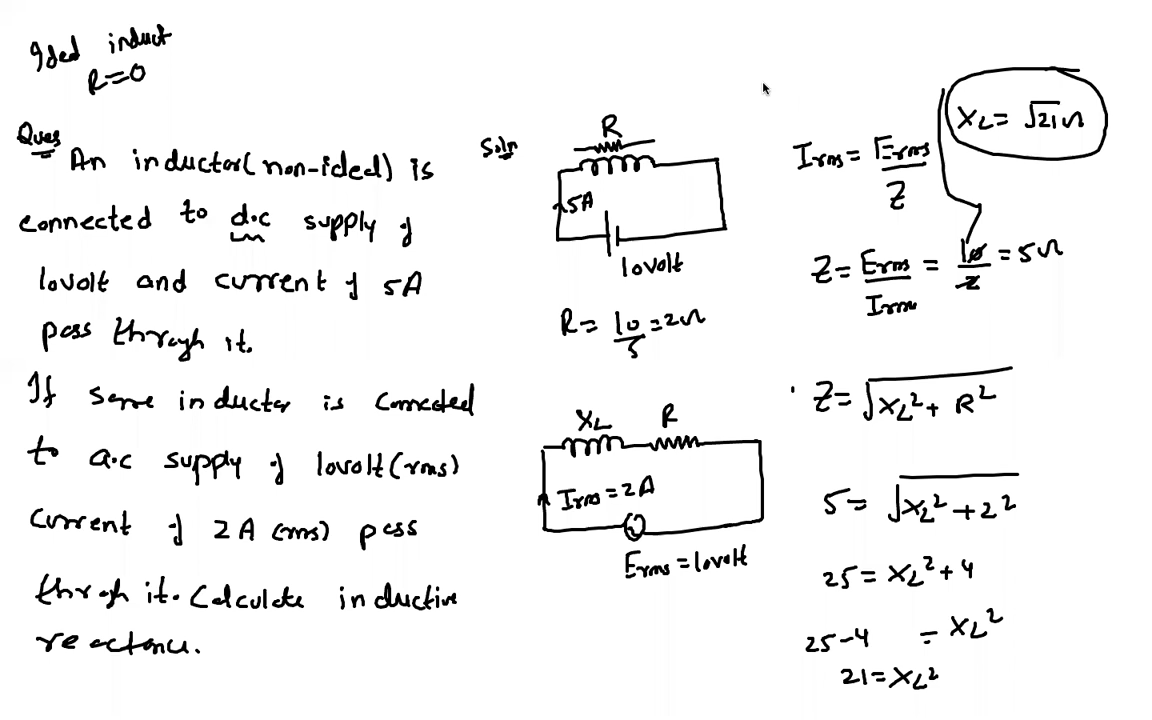 Ided induct
R=0
Ques
An inductor(non-ided) is
connected to d.c supply of
10volt and current of 5A
pass through it.
If same inductor is connected
to a.c supply of 10volt(rms)
current of 2A (rms) pass
through it. Calculate inductive
reactance.
Soln
R
5A
10volt
R = 10/5 = 2Ω
XL R
Irms = 2A
Erms = 10volt
Irms = Erms/Z
XL = √21 Ω
Z = Erms/Irms = 10/2 = 5Ω
Z = √XL² + R²
5 = √XL² + 2²
25 = XL² + 4
25-4 = XL²
21 = XL²